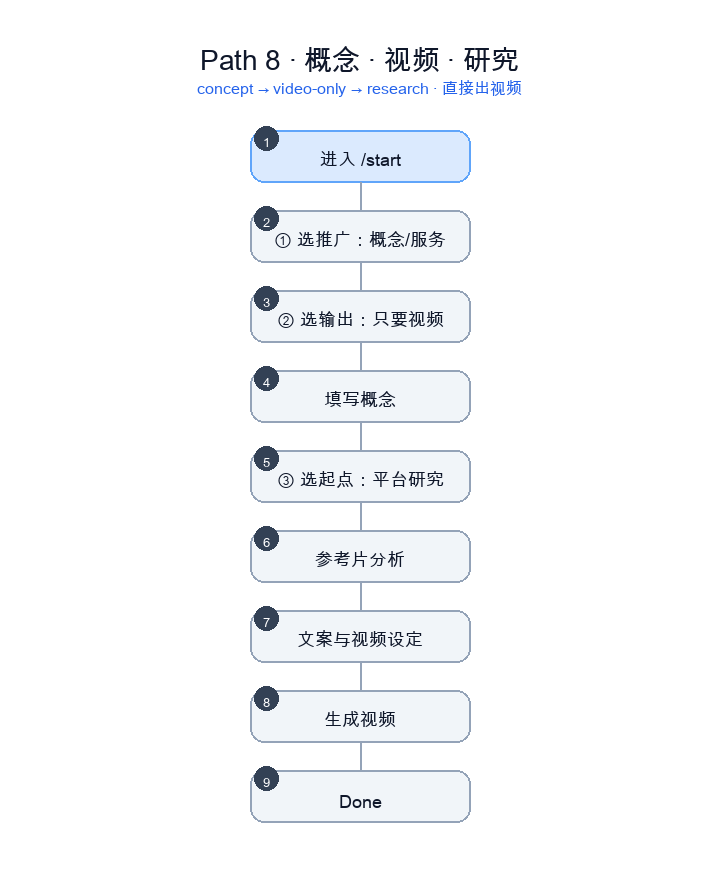 Path 8 · 概念 · 视频 · 研究
concept → video-only → research · 直接出视频
1
进入 /start
2
① 选推广：概念/服务
3
② 选输出：只要视频
4
填写概念
5
③ 选起点：平台研究
6
参考片分析
7
文案与视频设定
8
生成视频
9
Done